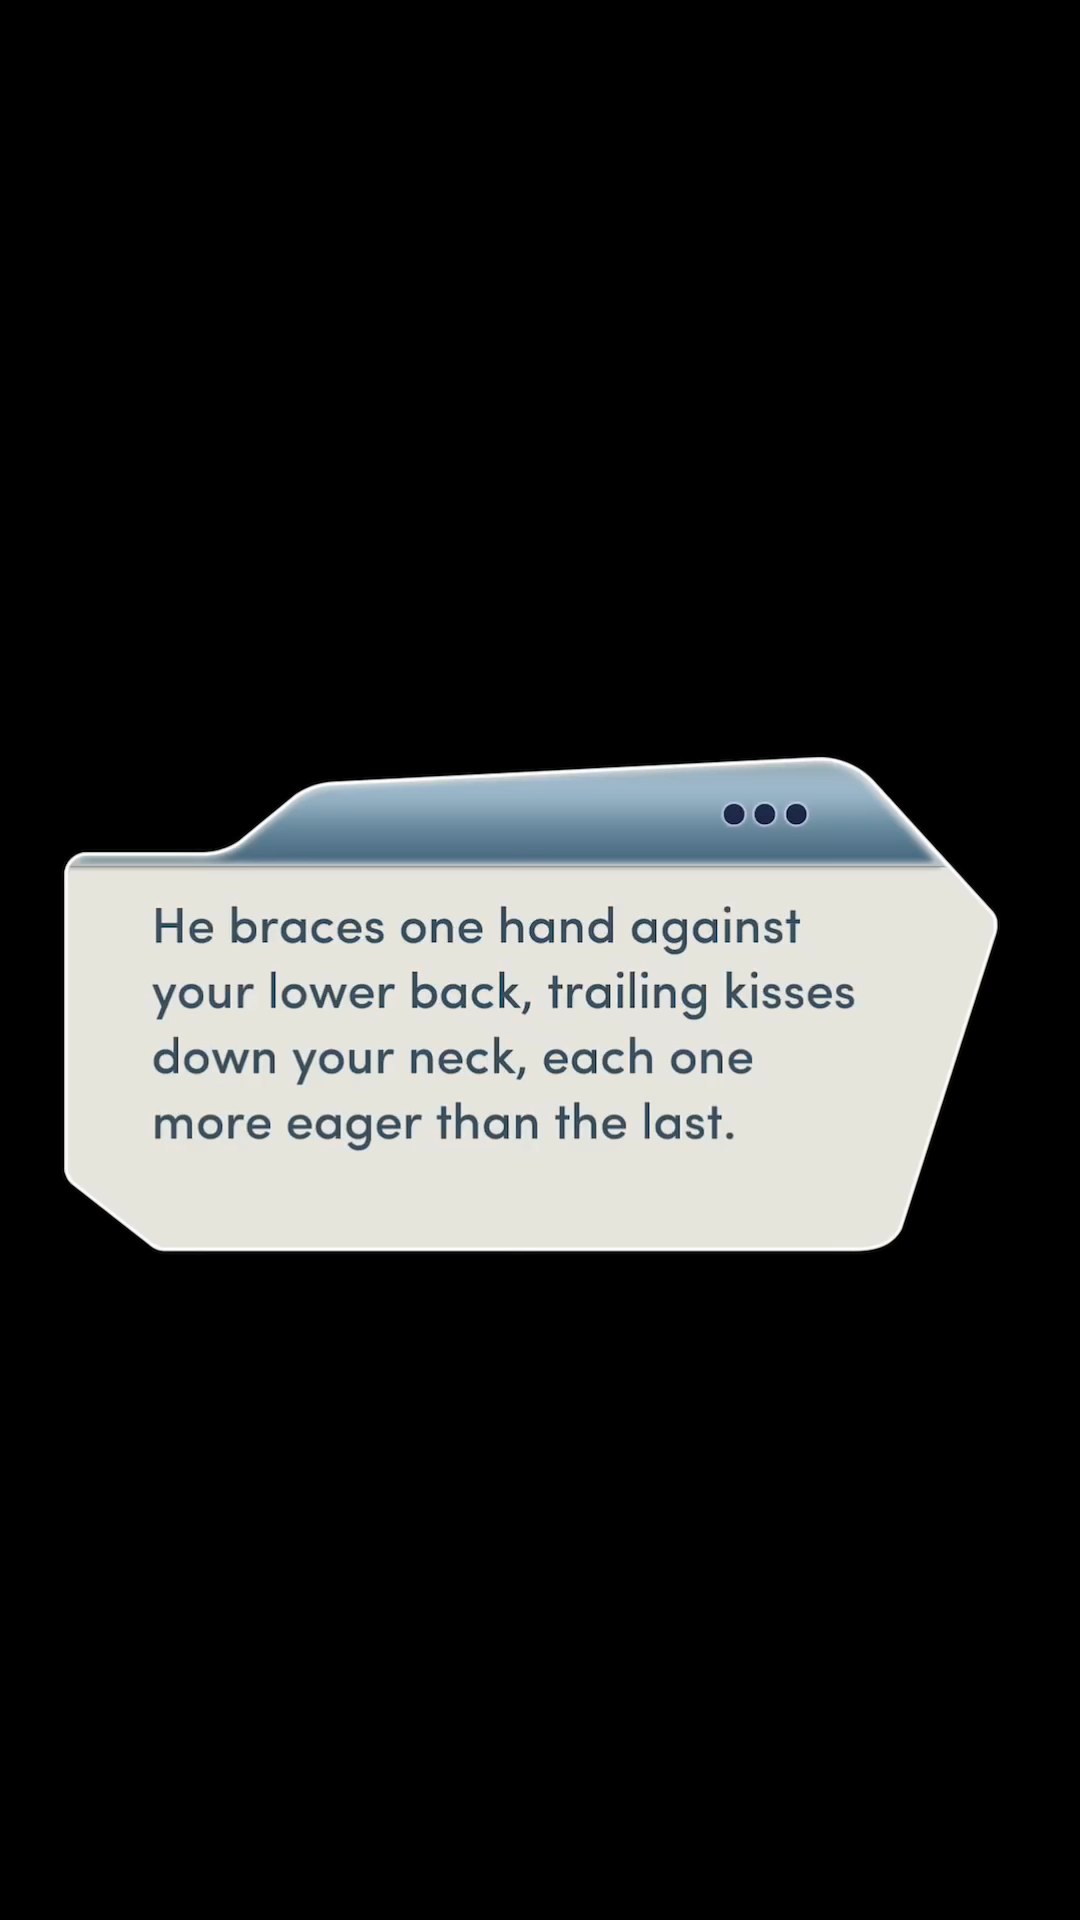 He braces one hand against
your lower back, trailing kisses
down your neck, each one
more eager than the last.